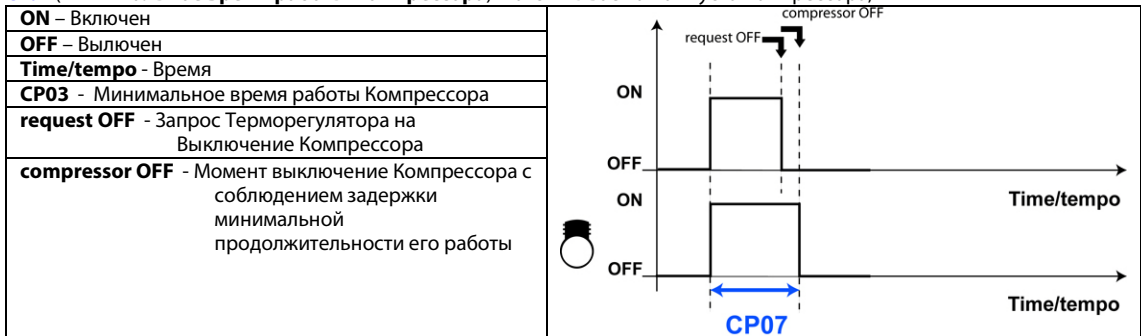 ON – Включен
OFF – Вылючен
Time/tempo - Время
CP03 - Минимальное время работы Компрессора
request OFF - Запрос Терморегулятора на
Выключение Компрессора
compressor OFF - Момент выключение Компрессора с
соблюдением задержки
минимальной
продолжительности его работы
compressor OFF
request OFF
ON
OFF
Time/tempo
ON
OFF
Time/tempo
CP07